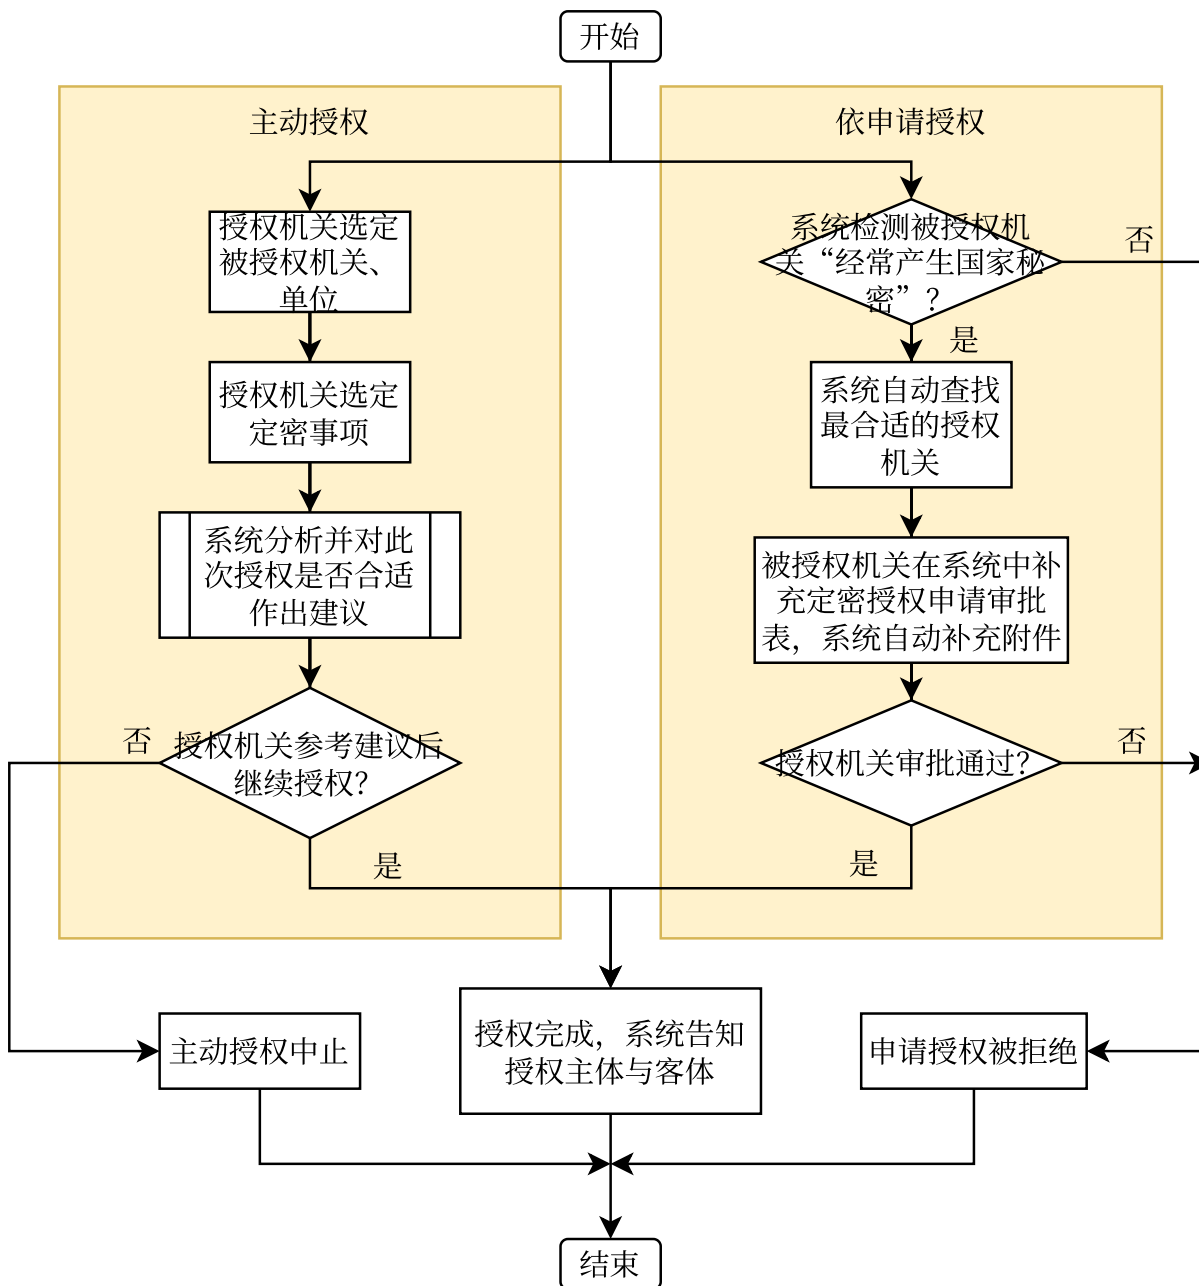 开始
主动授权
授权机关选定
被授权机关、
单位
授权机关选定
定密事项
系统分析并对此
次授权是否合适
作出建议
否
授权机关参考建议后
继续授权？
是
依申请授权
系统检测被授权机
关“经常产生国家秘
密”？
否
是
系统自动查找
最合适的授权
机关
被授权机关在系统中补
充定密授权申请审批
表，系统自动补充附件
授权机关审批通过？
否
是
主动授权中止
授权完成，系统告知
授权主体与客体
申请授权被拒绝
结束